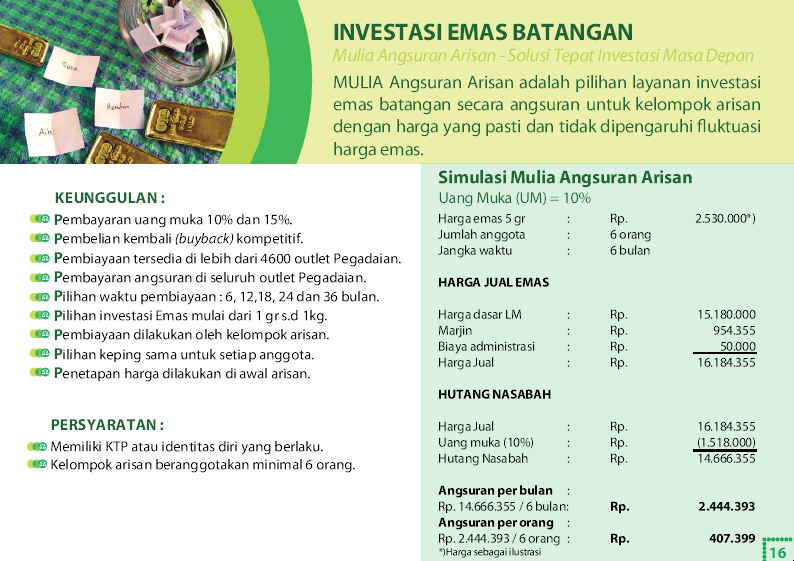 INVESTASI EMAS BATANGAN
Mulia Angsuran Arisan - Solusi Tepat Investasi Masa Depan
MULIA Angsuran Arisan adalah pilihan layanan investasi
emas batangan secara angsuran untuk kelompok arisan
dengan harga yang pasti dan tidak dipengaruhi fluktuasi
harga emas.
KEUNGGULAN :
Pembayaran uang muka 10% dan 15%.
Pembelian kembali (buyback) kompetitif.
Pembiayaan tersedia di lebih dari 4600 outlet Pegadaian.
Pembayaran angsuran di seluruh outlet Pegadaian.
Pilihan waktu pembiayaan : 6, 12,18, 24 dan 36 bulan.
Pilihan investasi Emas mulai dari 1 gr s.d 1kg.
Pembiayaan dilakukan oleh kelompok arisan.
Pilihan keping sama untuk setiap anggota.
Penetapan harga dilakukan di awal arisan.
PERSYARATAN :
Memiliki KTP atau identitas diri yang berlaku.
Kelompok arisan beranggotakan minimal 6 orang.
Simulasi Mulia Angsuran Arisan
Uang Muka (UM) = 10%
Harga emas 5 gr : Rp. 2.530.000*)
Jumlah anggota : 6 orang
Jangka waktu : 6 bulan
HARGA JUAL EMAS
Harga dasar LM : Rp. 15.180.000
Marjin : Rp. 954.355
Biaya administrasi : Rp. 50.000
Harga Jual : Rp. 16.184.355
HUTANG NASABAH
Harga Jual : Rp. 16.184.355
Uang muka (10%) : Rp. (1.518.000)
Hutang Nasabah : Rp. 14.666.355
Angsuran per bulan :
Rp. 14.666.355 / 6 bulan: Rp. 2.444.393
Angsuran per orang :
Rp. 2.444.393 / 6 orang : Rp. 407.399
*)Harga sebagai ilustrasi
16